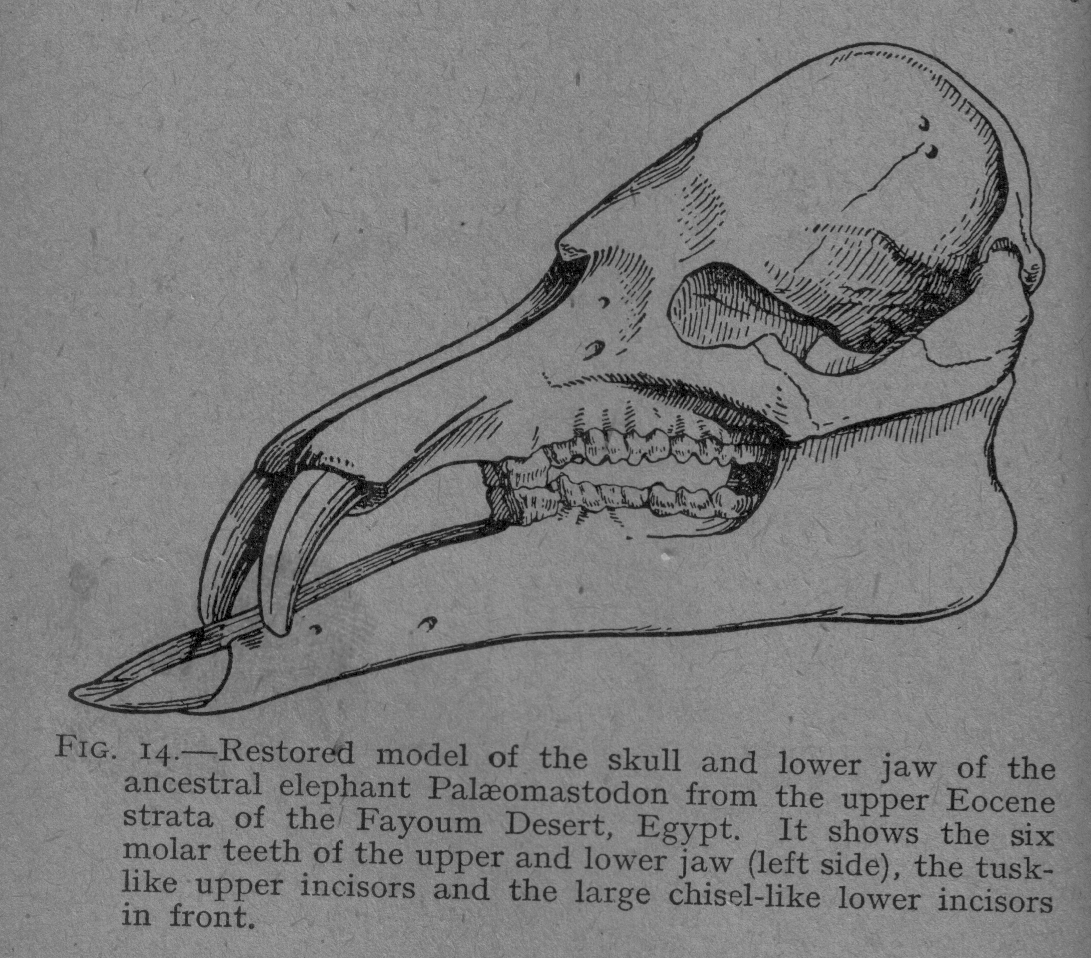 Fig. 14.—Restored model of the skull and lower jaw of the
ancestral elephant Palæomastodon from the upper Eocene
strata of the Fayoum Desert, Egypt. It shows the six
molar teeth of the upper and lower jaw (left side), the tusk-
like upper incisors and the large chisel-like lower incisors
in front.